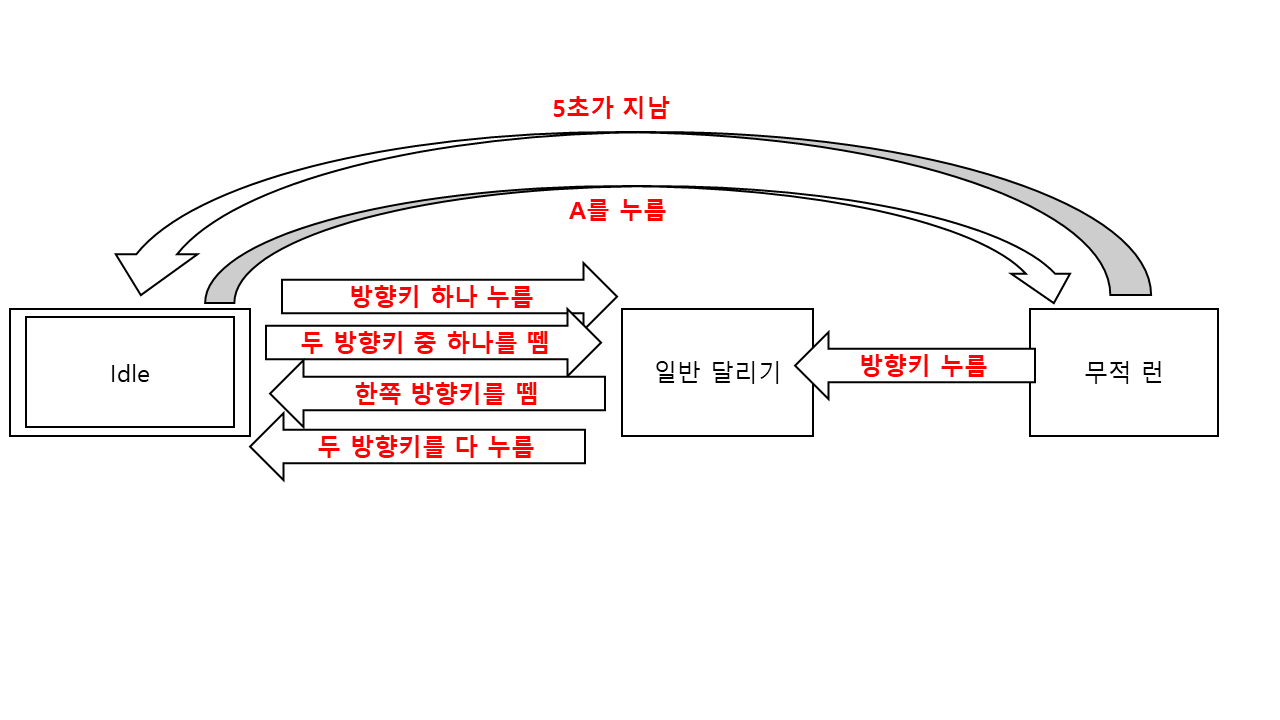 5초가 지남
A를 누름
방향키 하나 누름
두 방향키 중 하나를 뗌
한쪽 방향키를 뗌
두 방향키를 다 누름
Idle
일반 달리기
방향키 누름
무적 런